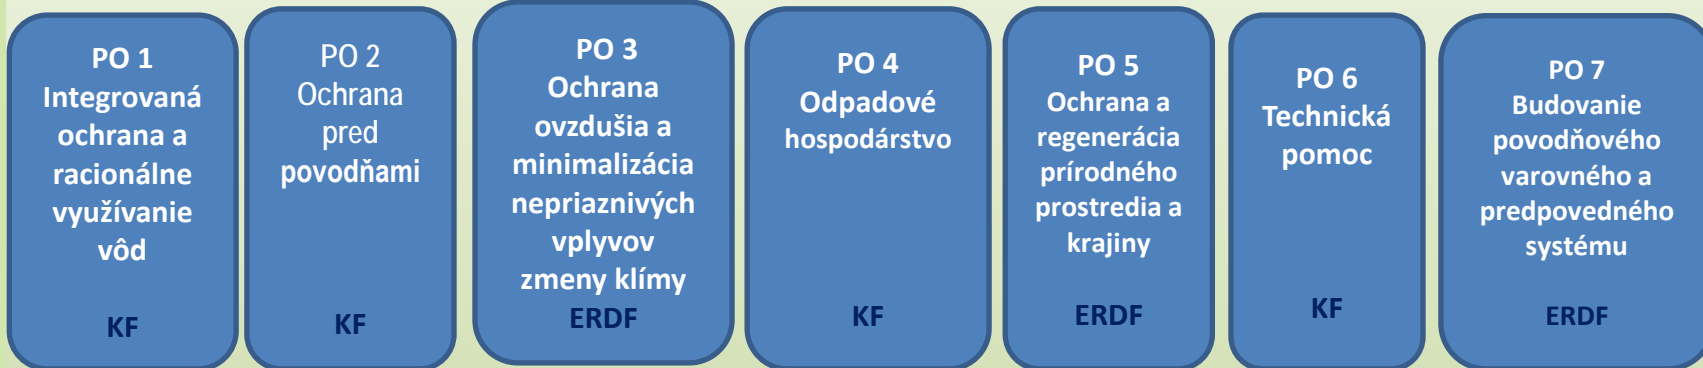 PO 1
Integrovaná
ochrana a
racionálne
využívanie
vôd
KF
PO 2
Ochrana
pred
povodňami
KF
PO 3
Ochrana
ovzdušia a
minimalizácia
nepriaznivých
vplyvov
zmeny klímy
ERDF
PO 4
Odpadové
hospodárstvo
KF
PO 5
Ochrana a
regenerácia
prírodného
prostredia a
krajiny
ERDF
PO 6
Technická
pomoc
KF
PO 7
Budovanie
povodňového
varovného a
predpovedného
systému
ERDF